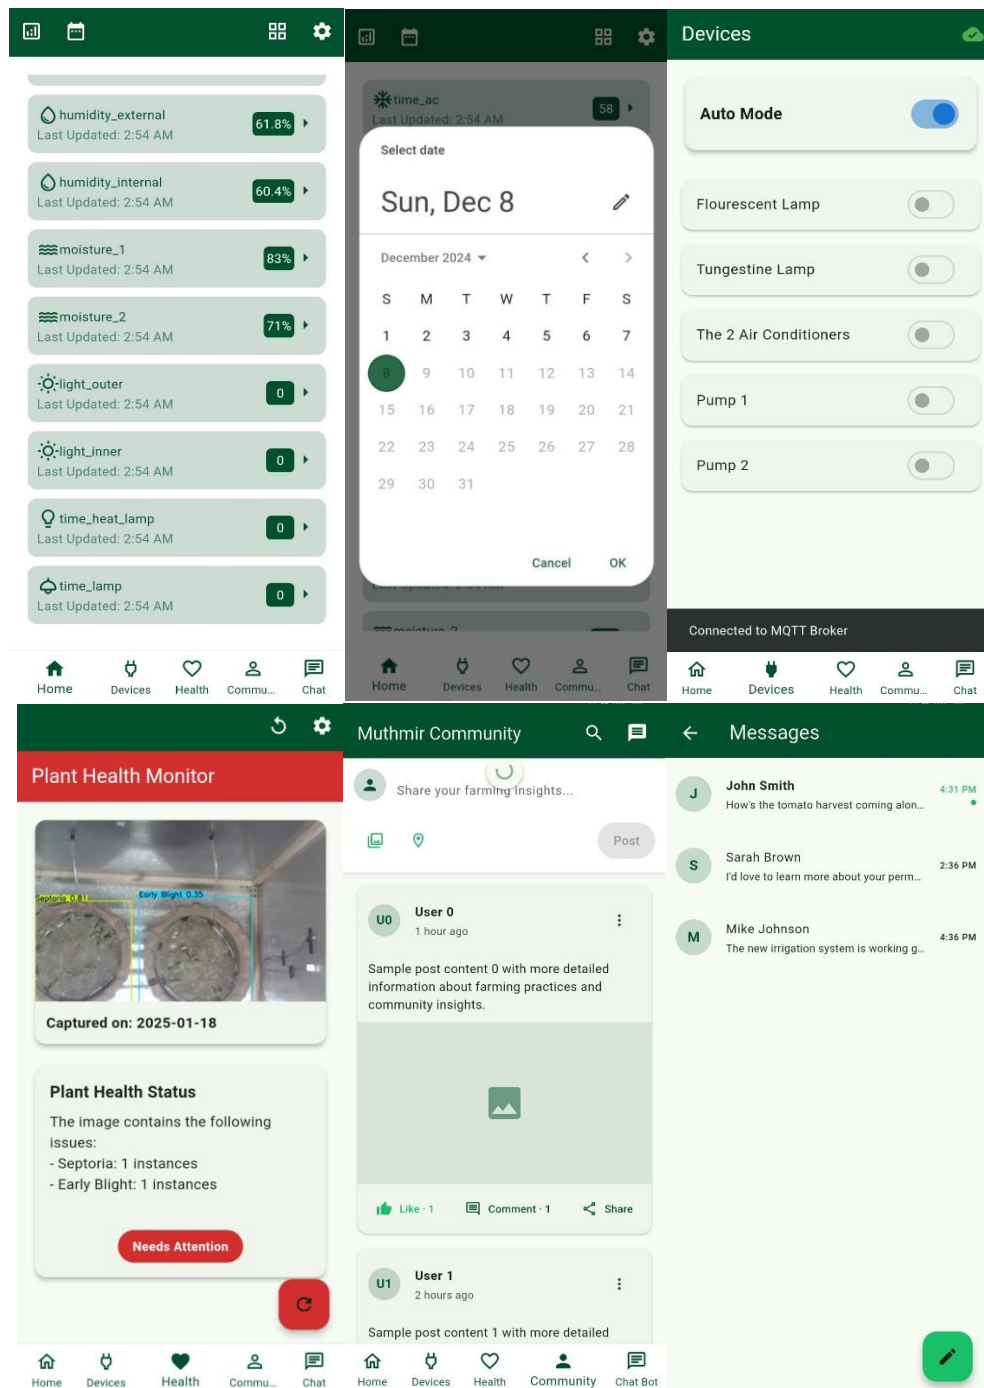 humidity_external
Last Updated: 2:54 AM
61.8%
humidity_internal
Last Updated: 2:54 AM
60.4%
moisture_1
Last Updated: 2:54 AM
83%
moisture_2
Last Updated: 2:54 AM
71%
light_outer
Last Updated: 2:54 AM
0
light_inner
Last Updated: 2:54 AM
0
time_heat_lamp
Last Updated: 2:54 AM
0
time_lamp
Last Updated: 2:54 AM
0
Home Devices Health Commu... Chat
time_ac
Last Updated: 2:54 AM
58
Select date
Sun, Dec 8
December 2024
S M T W T F S
1 2 3 4 5 6 7
8 9 10 11 12 13 14
15 16 17 18 19 20 21
22 23 24 25 26 27 28
29 30 31
Cancel OK
Home Devices Health Commu... Chat
Devices
Auto Mode
Flourescent Lamp
Tungestine Lamp
The 2 Air Conditioners
Pump 1
Pump 2
Connected to MQTT Broker
Home Devices Health Commu... Chat
Plant Health Monitor
Septoria 0.81
Early Blight 0.35
Captured on: 2025-01-18
Plant Health Status
The image contains the following
issues:
- Septoria: 1 instances
- Early Blight: 1 instances
Needs Attention
Home Devices Health Commu... Chat
Muthmir Community
Share your farming insights...
Post
U0
User 0
1 hour ago
Sample post content 0 with more detailed
information about farming practices and
community insights.
Like · 1 Comment · 1 Share
U1
User 1
2 hours ago
Sample post content 1 with more detailed
Home Devices Health Community Chat Bot
Messages
J
John Smith
4:31 PM
How's the tomato harvest coming alon...
S
Sarah Brown
2:36 PM
I'd love to learn more about your perm...
M
Mike Johnson
4:36 PM
The new irrigation system is working g...